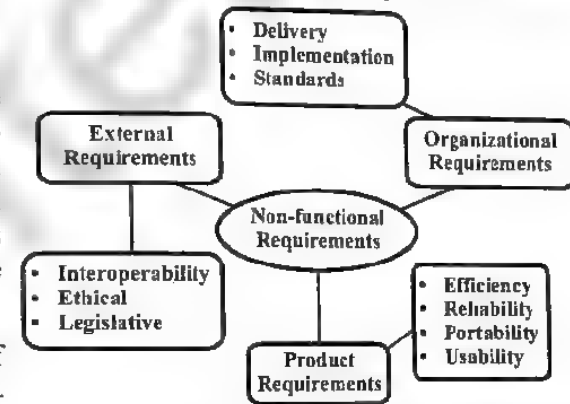 • Delivery
• Implementation
• Standards
External
Requirements
Organizational
Requirements
Non-functional
Requirements
• Interoperability
• Ethical
• Legislative
• Efficiency
• Reliability
• Portability
• Usability
Product
Requirements